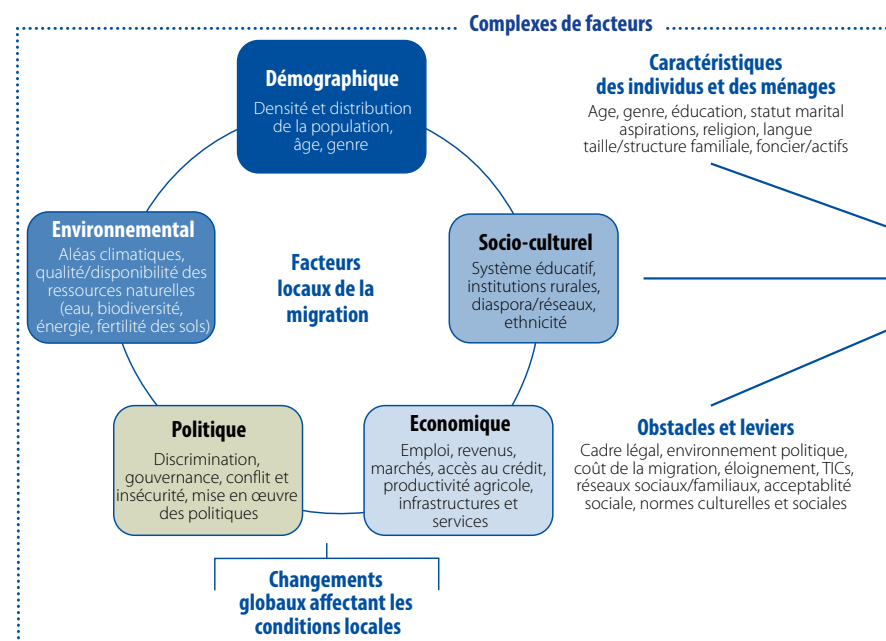 Complexes de facteurs
Démographique
Densité et distribution
de la population,
âge, genre
Caractéristiques
des individus et des ménages
Age, genre, éducation, statut marital
aspirations, religion, langue
taille/structure familiale, foncier/actifs
Environnemental
Aléas climatiques,
qualité/disponibilité des
ressources naturelles
(eau, biodiversité,
énergie, fertilité des sols)
Facteurs
locaux de la
migration
Socio-culturel
Système éducatif,
institutions rurales,
diaspora/réseaux,
ethnicité
Politique
Discrimination,
gouvernance, conflit et
insécurité, mise en œuvre
des politiques
Economique
Emploi, revenus,
marchés, accès au crédit,
productivité agricole,
infrastructures et
services
Obstacles et leviers
Cadre légal, environnement politique,
coût de la migration, éloignement, TICs,
réseaux sociaux/familiaux, acceptablité
sociale, normes culturelles et sociales
Changements
globaux affectant les
conditions locales